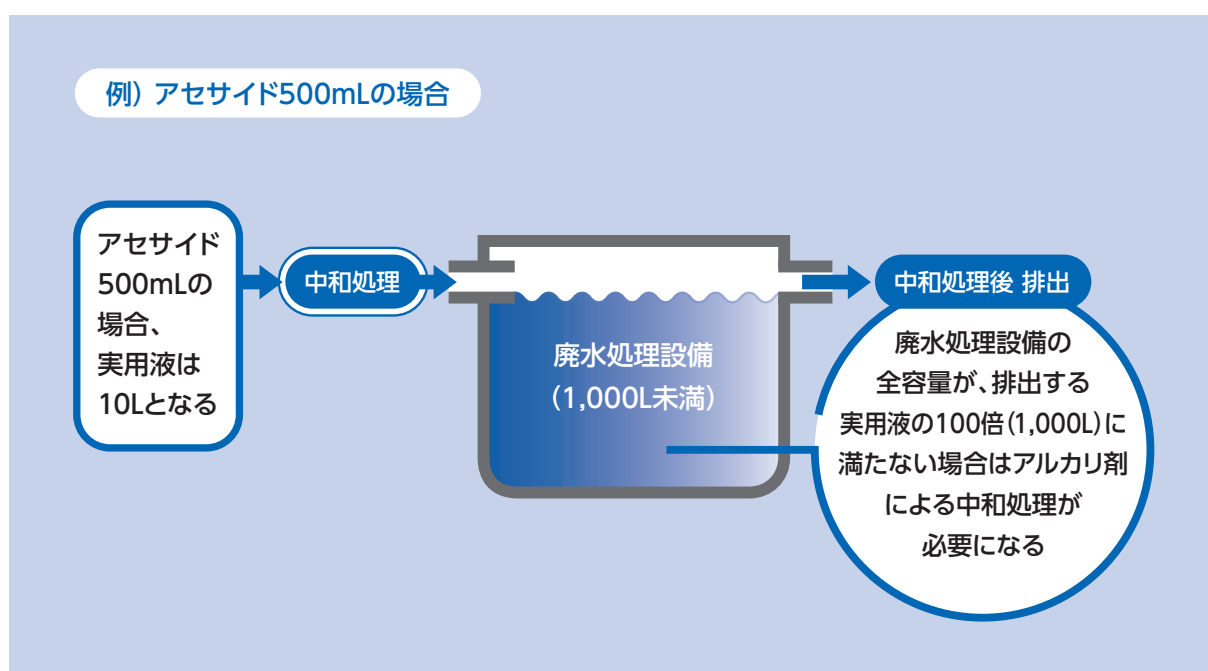 例）アセサイド500mLの場合
アセサイド
500mLの
場合、
実用液は
10Lとなる
中和処理
廃水処理設備
（1,000L未満）
中和処理後 排出
廃水処理設備の
全容量が、排出する
実用液の100倍（1,000L）に
満たない場合はアルカリ剤
による中和処理が
必要になる